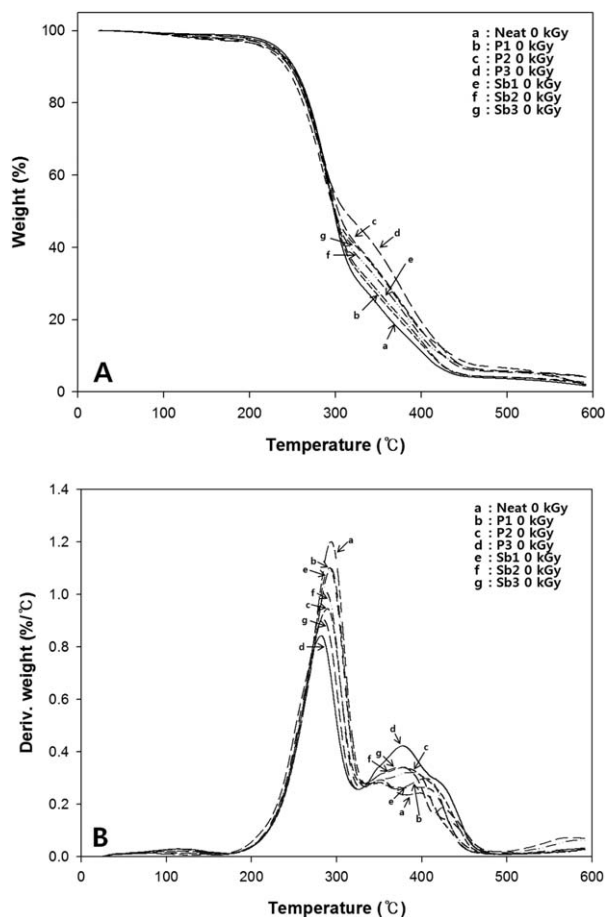 100
80
60
40
20
0
Weight (%)
a : Neat 0 kGy
b : P1 0 kGy
c : P2 0 kGy
d : P3 0 kGy
e : Sb1 0 kGy
f : Sb2 0 kGy
g : Sb3 0 kGy
c
g
d
f
e
b
a
A
0 100 200 300 400 500 600
Temperature (℃)
1.4
1.2
1.0
0.8
0.6
0.4
0.2
0.0
Deriv. weight (%/℃)
a : Neat 0 kGy
b : P1 0 kGy
c : P2 0 kGy
d : P3 0 kGy
e : Sb1 0 kGy
f : Sb2 0 kGy
g : Sb3 0 kGy
a
b
e
f
c
g
d
d
c
g
f
e
a
b
B
0 100 200 300 400 500 600
Temperature (℃)